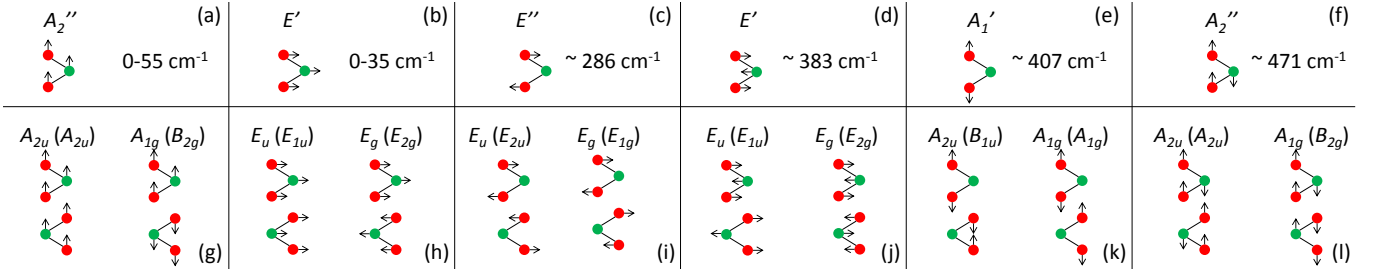 A₂'' (a)
0-55 cm⁻¹
E' (b)
0-35 cm⁻¹
E'' (c)
~ 286 cm⁻¹
E' (d)
~ 383 cm⁻¹
A₁' (e)
~ 407 cm⁻¹
A₂'' (f)
~ 471 cm⁻¹
A₂ᵤ (A₂ᵤ) A₁g (B₂g)
(g)
Eᵤ (E₁ᵤ) Eg (E₂g)
(h)
Eᵤ (E₂ᵤ) Eg (E₁g)
(i)
Eᵤ (E₁ᵤ) Eg (E₂g)
(j)
A₂ᵤ (B₁ᵤ) A₁g (A₁g)
(k)
A₂ᵤ (A₂ᵤ) A₁g (B₂g)
(l)